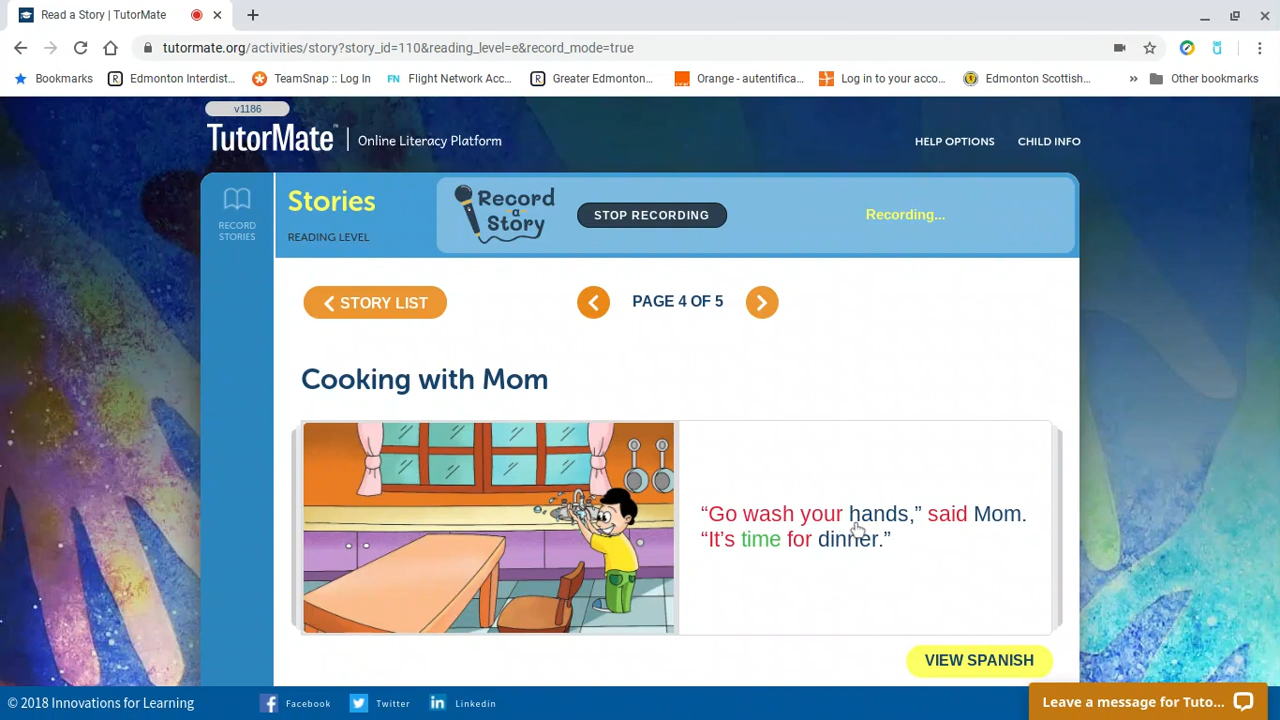 Read a Story | TutorMate
tutormate.org/activities/story?story_id=110&reading_level=e&record_mode=true
Bookmarks Edmonton Interdist... TeamSnap :: Log In Flight Network Acc... Greater Edmonton... Orange - autentifica... Log in to your acco... Edmonton Scottish... » Other bookmarks
v1186
TutorMate | Online Literacy Platform
HELP OPTIONS CHILD INFO
RECORD
STORIES
Stories
READING LEVEL
Record
a
Story
STOP RECORDING
Recording...
STORY LIST
PAGE 4 OF 5
Cooking with Mom
“Go wash your hands,” said Mom.
“It’s time for dinner.”
VIEW SPANISH
© 2018 Innovations for Learning Facebook Twitter Linkedin
Leave a message for Tuto...